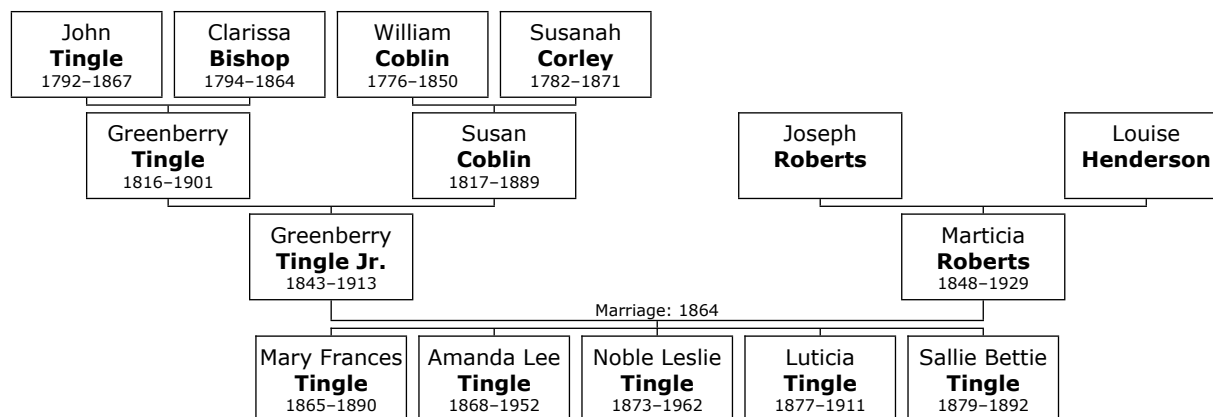 John
Tingle
1792–1867
Clarissa
Bishop
1794–1864
William
Coblin
1776–1850
Susanah
Corley
1782–1871
Greenberry
Tingle
1816–1901
Susan
Coblin
1817–1889
Joseph
Roberts
Louise
Henderson
Greenberry
Tingle Jr.
1843–1913
Marticia
Roberts
1848–1929
Marriage: 1864
Mary Frances
Tingle
1865–1890
Amanda Lee
Tingle
1868–1952
Noble Leslie
Tingle
1873–1962
Luticia
Tingle
1877–1911
Sallie Bettie
Tingle
1879–1892